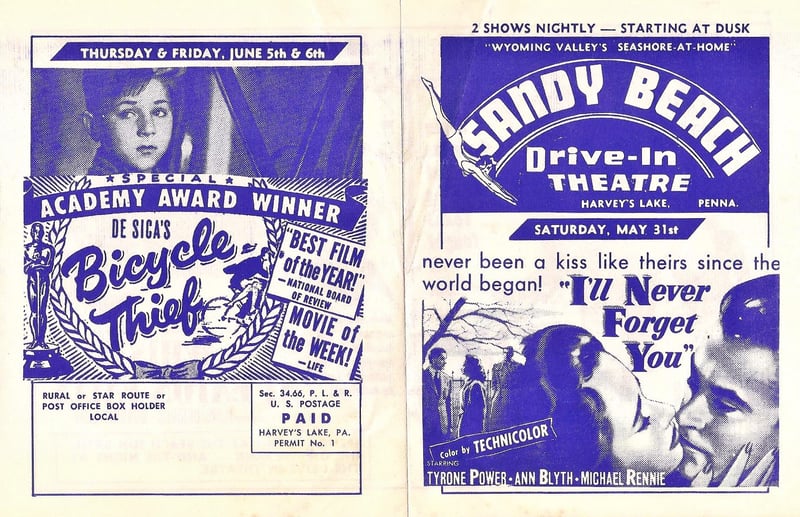 THURSDAY & FRIDAY, JUNE 5th & 6th
★ SPECIAL ★
ACADEMY AWARD WINNER
DE SICA'S
Bicycle
Thief
"BEST FILM
of the YEAR!"
—NATIONAL BOARD
OF REVIEW
MOVIE of
the WEEK!
—LIFE
RURAL or STAR ROUTE or
POST OFFICE BOX HOLDER
LOCAL
Sec. 34.66, P. L. & R.
U. S. POSTAGE
PAID
HARVEY'S LAKE, PA.
PERMIT No. 1
2 SHOWS NIGHTLY — STARTING AT DUSK
"WYOMING VALLEY'S SEASHORE-AT-HOME"
SANDY BEACH
Drive-In
THEATRE
HARVEY'S LAKE, PENNA.
SATURDAY, MAY 31st
never been a kiss like theirs since the
world began!
"I'll Never
Forget
You"
Color by TECHNICOLOR
STARRING
TYRONE POWER • ANN BLYTH • MICHAEL RENNIE